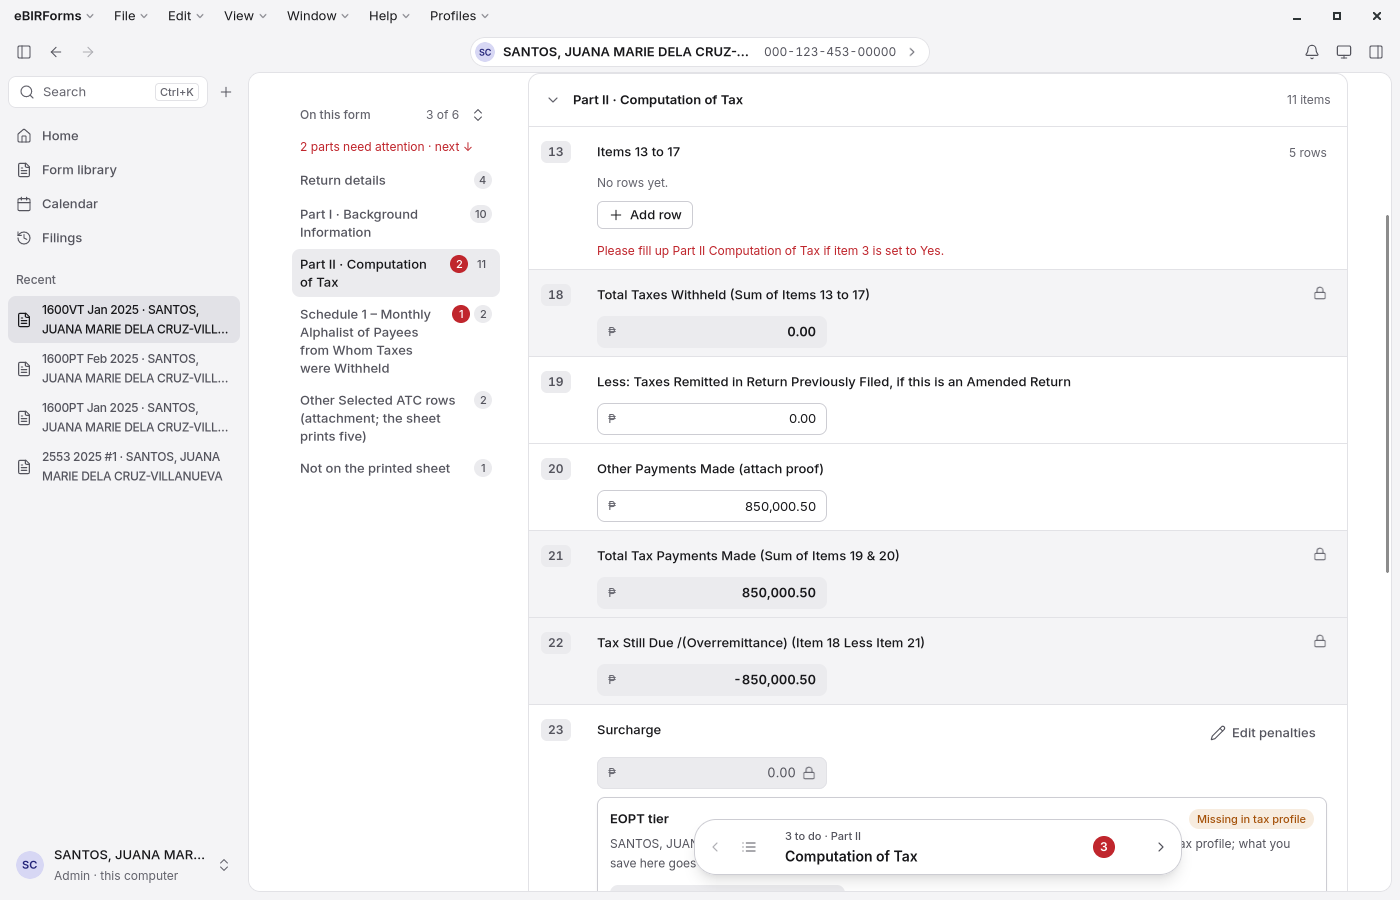 eBIRForms File Edit View Window Help Profiles
SC SANTOS, JUANA MARIE DELA CRUZ-... 000-123-453-00000
Search Ctrl+K
Home
Form library
Calendar
Filings
Recent
1600VT Jan 2025 · SANTOS,
JUANA MARIE DELA CRUZ-VILL...
1600PT Feb 2025 · SANTOS,
JUANA MARIE DELA CRUZ-VILL...
1600PT Jan 2025 · SANTOS,
JUANA MARIE DELA CRUZ-VILL...
2553 2025 #1 · SANTOS, JUANA
MARIE DELA CRUZ-VILLANUEVA
SC SANTOS, JUANA MAR...
Admin · this computer
On this form 3 of 6
2 parts need attention · next ↓
Return details 4
Part I · Background 10
Information
Part II · Computation 2 11
of Tax
Schedule 1 – Monthly 1 2
Alphalist of Payees
from Whom Taxes
were Withheld
Other Selected ATC rows 2
(attachment; the sheet
prints five)
Not on the printed sheet 1
Part II · Computation of Tax 11 items
13 Items 13 to 17 5 rows
No rows yet.
Add row
Please fill up Part II Computation of Tax if item 3 is set to Yes.
18 Total Taxes Withheld (Sum of Items 13 to 17)
₱ 0.00
19 Less: Taxes Remitted in Return Previously Filed, if this is an Amended Return
₱ 0.00
20 Other Payments Made (attach proof)
₱ 850,000.50
21 Total Tax Payments Made (Sum of Items 19 & 20)
₱ 850,000.50
22 Tax Still Due /(Overremittance) (Item 18 Less Item 21)
₱ -850,000.50
23 Surcharge Edit penalties
₱ 0.00
EOPT tier Missing in tax profile
SANTOS, JUAN ax profile; what you
save here goes
3 to do · Part II
Computation of Tax 3